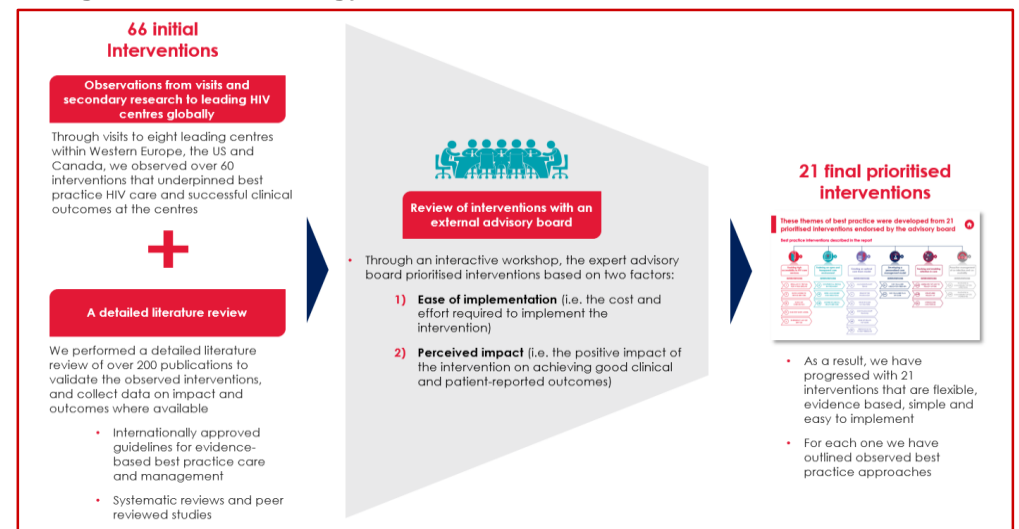 66 initial
Interventions
Observations from visits and
secondary research to leading HIV
centres globally
Through visits to eight leading centres
within Western Europe, the US and
Canada, we observed over 60
interventions that underpinned best
practice HIV care and successful clinical
outcomes at the centres
+
A detailed literature review
We performed a detailed literature
review of over 200 publications to
validate the observed interventions,
and collect data on impact and
outcomes where available
• Internationally approved
guidelines for evidence-
based best practice care
and management
• Systematic reviews and peer
reviewed studies
Review of interventions with an
external advisory board
• Through an interactive workshop, the expert advisory
board prioritised interventions based on two factors:
1) Ease of implementation (i.e. the cost and
effort required to implement the
intervention)
2) Perceived impact (i.e. the positive impact of
the intervention on achieving good clinical
and patient-reported outcomes)
21 final prioritised
interventions
These themes of best practice were developed from 21
prioritised interventions endorsed by the advisory board
Best practice interventions described in the report
• As a result, we have
progressed with 21
interventions that are flexible,
evidence based, simple and
easy to implement
• For each one we have
outlined observed best
practice approaches